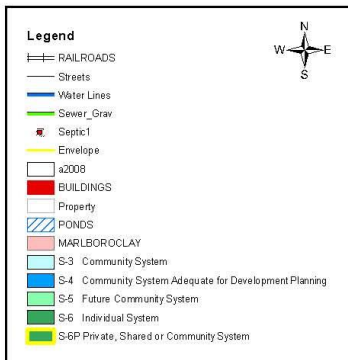 Legend
N
W E
S
RAILROADS
Streets
Water Lines
Sewer_Grav
Septic1
Envelope
a2008
BUILDINGS
Property
PONDS
MARLBOROCLAY
S-3 Community System
S-4 Community System Adequate for Development Planning
S-5 Future Community System
S-6 Individual System
S-6P Private, Shared or Community System